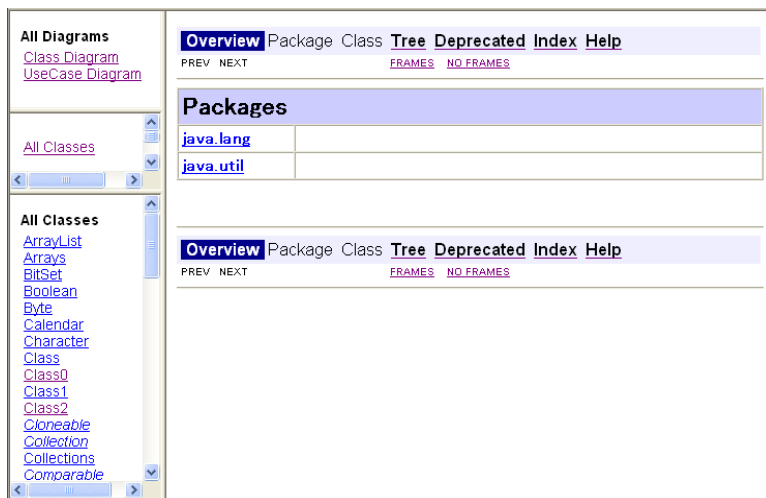 All Diagrams
Class Diagram
UseCase Diagram
All Classes
All Classes
ArrayList
Arrays
BitSet
Boolean
Byte
Calendar
Character
Class
Class0
Class1
Class2
Cloneable
Collection
Collections
Comparable
Overview Package Class Tree Deprecated Index Help
PREV NEXT FRAMES NO FRAMES
Packages
java.lang
java.util
Overview Package Class Tree Deprecated Index Help
PREV NEXT FRAMES NO FRAMES